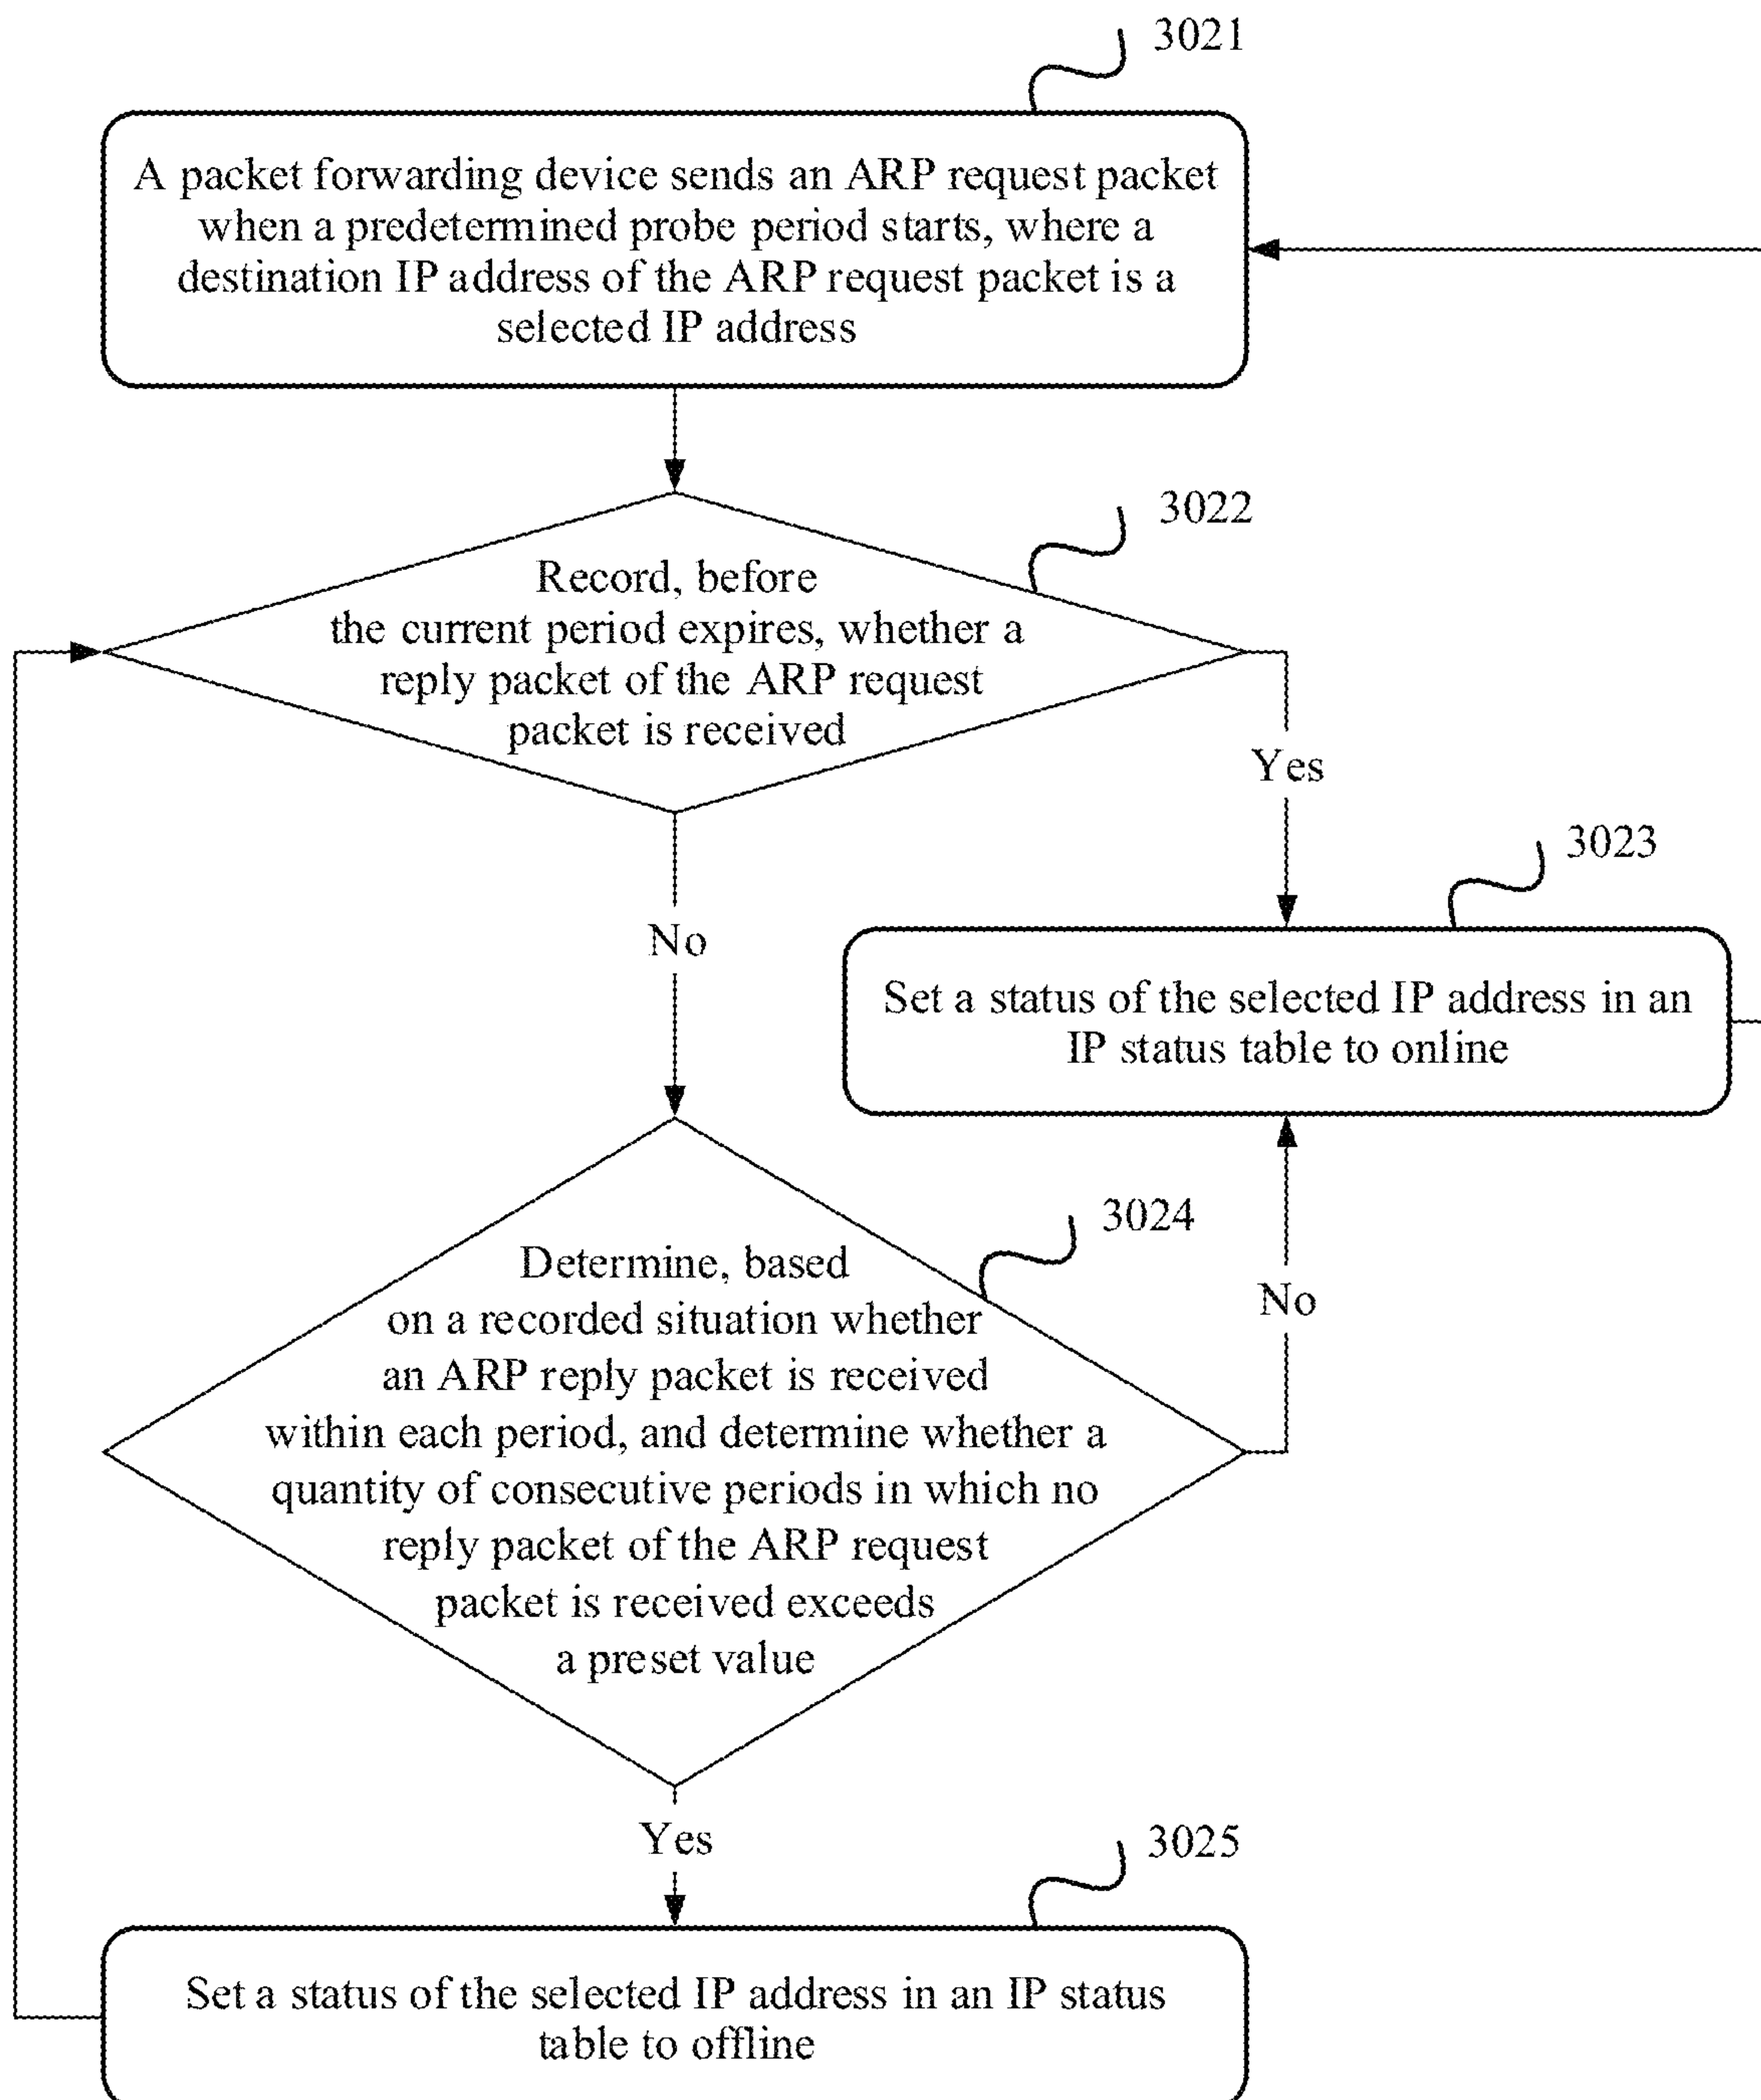 3021
A packet forwarding device sends an ARP request packet
when a predetermined probe period starts, where a
destination IP address of the ARP request packet is a
selected IP address
3022
Record, before
the current period expires, whether a
reply packet of the ARP request
packet is received
Yes
3023
No
Set a status of the selected IP address in an
IP status table to online
3024
Determine, based
on a recorded situation whether
an ARP reply packet is received
within each period, and determine whether a
quantity of consecutive periods in which no
reply packet of the ARP request
packet is received exceeds
a preset value
No
Yes
3025
Set a status of the selected IP address in an IP status
table to offline